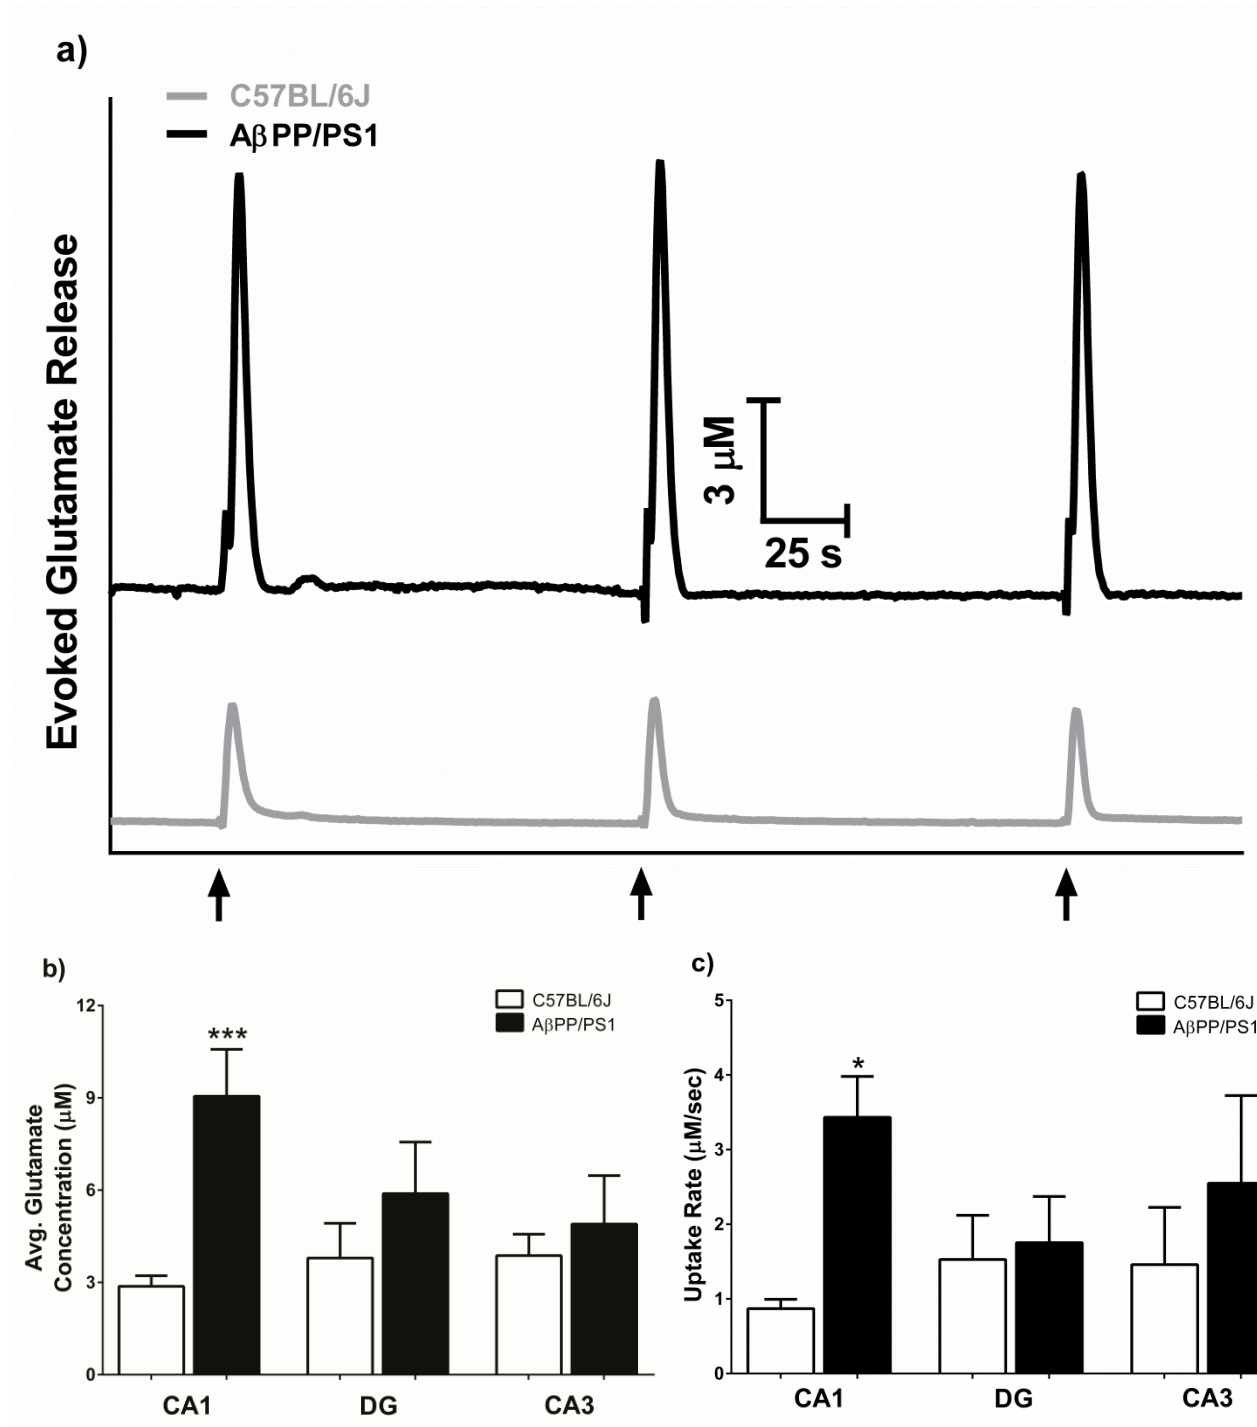 a)
C57BL/6J
AβPP/PS1
Evoked Glutamate Release
3 μM
25 s
b)
C57BL/6J
AβPP/PS1
***
Avg. Glutamate
Concentration (μM)
12
9
6
3
0
CA1
DG
CA3
c)
C57BL/6J
AβPP/PS1
*
Uptake Rate (μM/sec)
5
4
3
2
1
0
CA1
DG
CA3